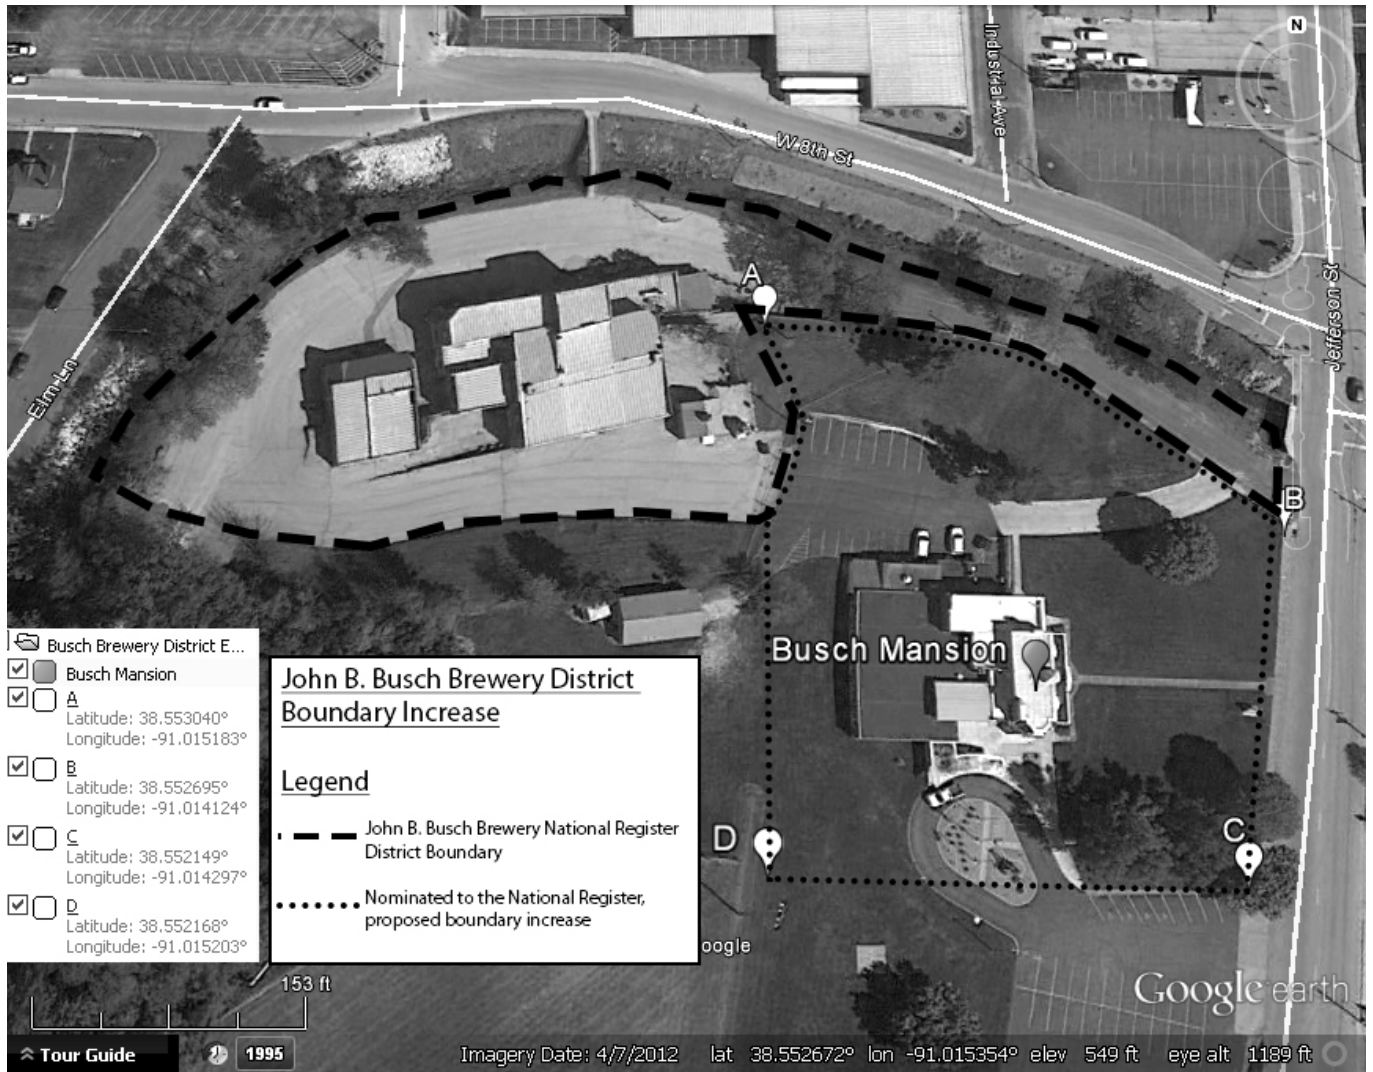 N
Industrial Awe
W 8th St
Jefferson St
Elm Ln
A
B
Busch Mansion
D
C
Busch Brewery District E...
Busch Mansion
A
Latitude: 38.553040°
Longitude: -91.015183°
B
Latitude: 38.552695°
Longitude: -91.014124°
C
Latitude: 38.552149°
Longitude: -91.014297°
D
Latitude: 38.552168°
Longitude: -91.015203°
John B. Busch Brewery District
Boundary Increase
Legend
John B. Busch Brewery National Register
District Boundary
Nominated to the National Register,
proposed boundary increase
oogle
153 ft
Google earth
Tour Guide
1995
Imagery Date: 4/7/2012 lat 38.552672° lon -91.015354° elev 549 ft eye alt 1189 ft